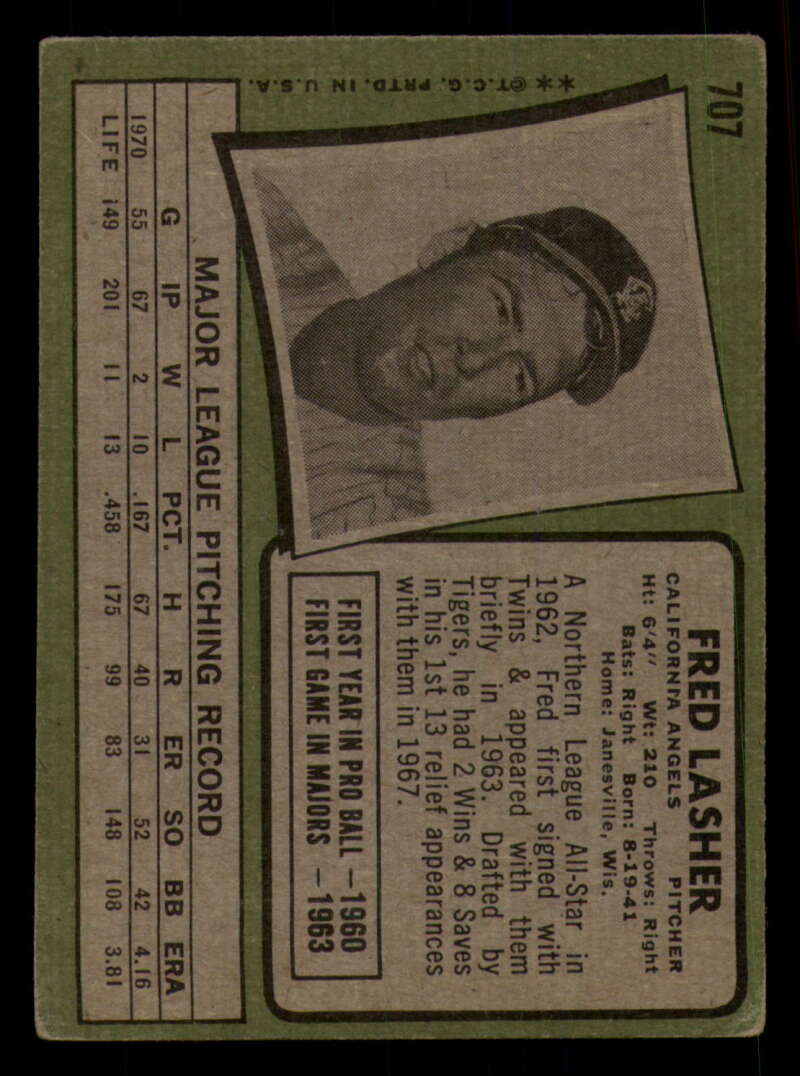 707
**©T.C.G. PRTD. IN U.S.A.
FRED LASHER
CALIFORNIA ANGELS PITCHER
Ht: 6'4" Wt: 210 Throws: Right
Bats: Right Born: 8-19-41
Home: Janesville, Wis.
A Northern League All-Star in
1962, Fred first signed with
Twins & appeared with them
briefly in 1963. Drafted by
Tigers, he had 2 Wins & 8 Saves
in his 1st 13 relief appearances
with them in 1967.
FIRST YEAR IN PRO BALL –1960
FIRST GAME IN MAJORS –1963
MAJOR LEAGUE PITCHING RECORD
G IP W L PCT. H R ER SO BB ERA
1970 55 67 2 10 .167 67 40 31 52 42 4.16
LIFE 149 201 11 13 .458 175 99 83 148 108 3.81